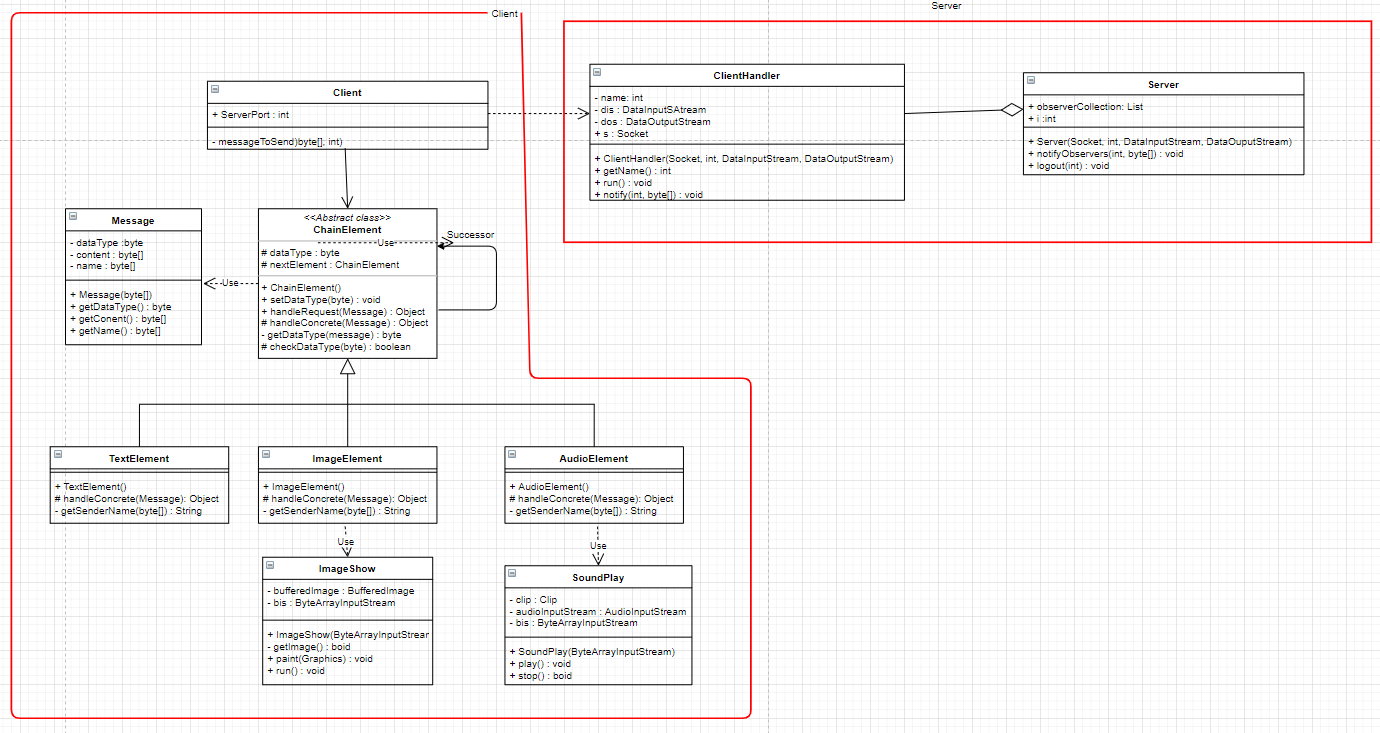 Server
Client
Client
+ ServerPort : int
- messageToSend)byte[], int)
ClientHandler
- name: int
- dis : DataInputSAtream
- dos : DataOutputStream
+ s : Socket
+ ClientHandler(Socket, int, DataInputStream, DataOutputStream)
+ getName() : int
+ run() : void
+ notify(int, byte[]) : void
Server
+ observerCollection: List
+ i :int
+ Server(Socket, int, DataInputStream, DataOuputStream)
+ notifyObservers(int, byte[]) : void
+ logout(int) : void
Message
- dataType :byte
- content : byte[]
- name : byte[]
+ Message(byte[])
+ getDataType() : byte
+ getConent() : byte[]
+ getName() : byte[]
Use
<<Abstract class>>
ChainElement
Use
Successor
# dataType : byte
# nextElement : ChainElement
+ ChainElement()
+ setDataType(byte) : void
+ handleRequest(Message) : Object
# handleConcrete(Message) : Object
- getDataType(message) : byte
# checkDataType(byte) : boolean
TextElement
+ TextElement()
# handleConcrete(Message): Object
- getSenderName(byte[]) : String
ImageElement
+ ImageElement()
# handleConcrete(Message): Object
- getSenderName(byte[]) : String
AudioElement
+ AudioElement()
# handleConcrete(Message): Object
- getSenderName(byte[]) : String
Use
ImageShow
- bufferedImage : BufferedImage
- bis : ByteArrayInputStream
+ ImageShow(ByteArrayInputStrear
- getImage() : boid
+ paint(Graphics) : void
+ run() : void
Use
SoundPlay
- clip : Clip
- audioInputStream : AudioInputStream
- bis : ByteArrayInputStream
+ SoundPlay(ByteArrayInputStream)
+ play() : void
+ stop() : boid